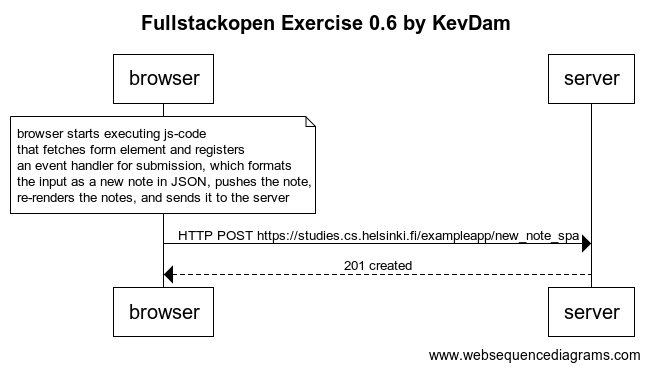 Fullstackopen Exercise 0.6 by KevDam
browser
server
browser starts executing js-code
that fetches form element and registers
an event handler for submission, which formats
the input as a new note in JSON, pushes the note,
re-renders the notes, and sends it to the server
HTTP POST https://studies.cs.helsinki.fi/exampleapp/new_note_spa
201 created
browser
server
www.websequencediagrams.com